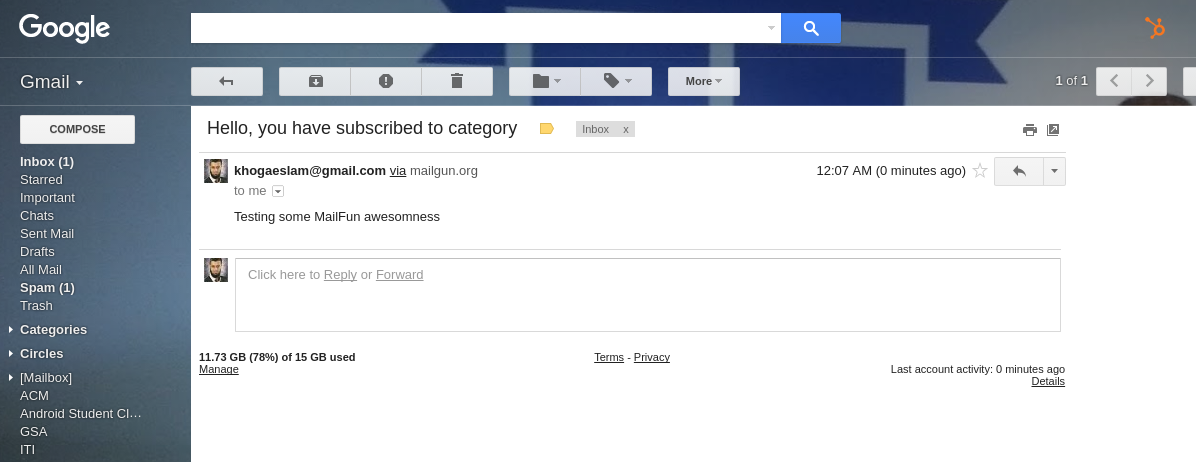 Google
Gmail
More
1 of 1
COMPOSE
Inbox (1)
Starred
Important
Chats
Sent Mail
Drafts
All Mail
Spam (1)
Trash
Categories
Circles
[Mailbox]
ACM
Android Student Cl…
GSA
ITI
Hello, you have subscribed to category
Inbox x
khogaeslam@gmail.com via mailgun.org
12:07 AM (0 minutes ago)
to me
Testing some MailFun awesomness
Click here to Reply or Forward
11.73 GB (78%) of 15 GB used
Manage
Terms - Privacy
Last account activity: 0 minutes ago
Details